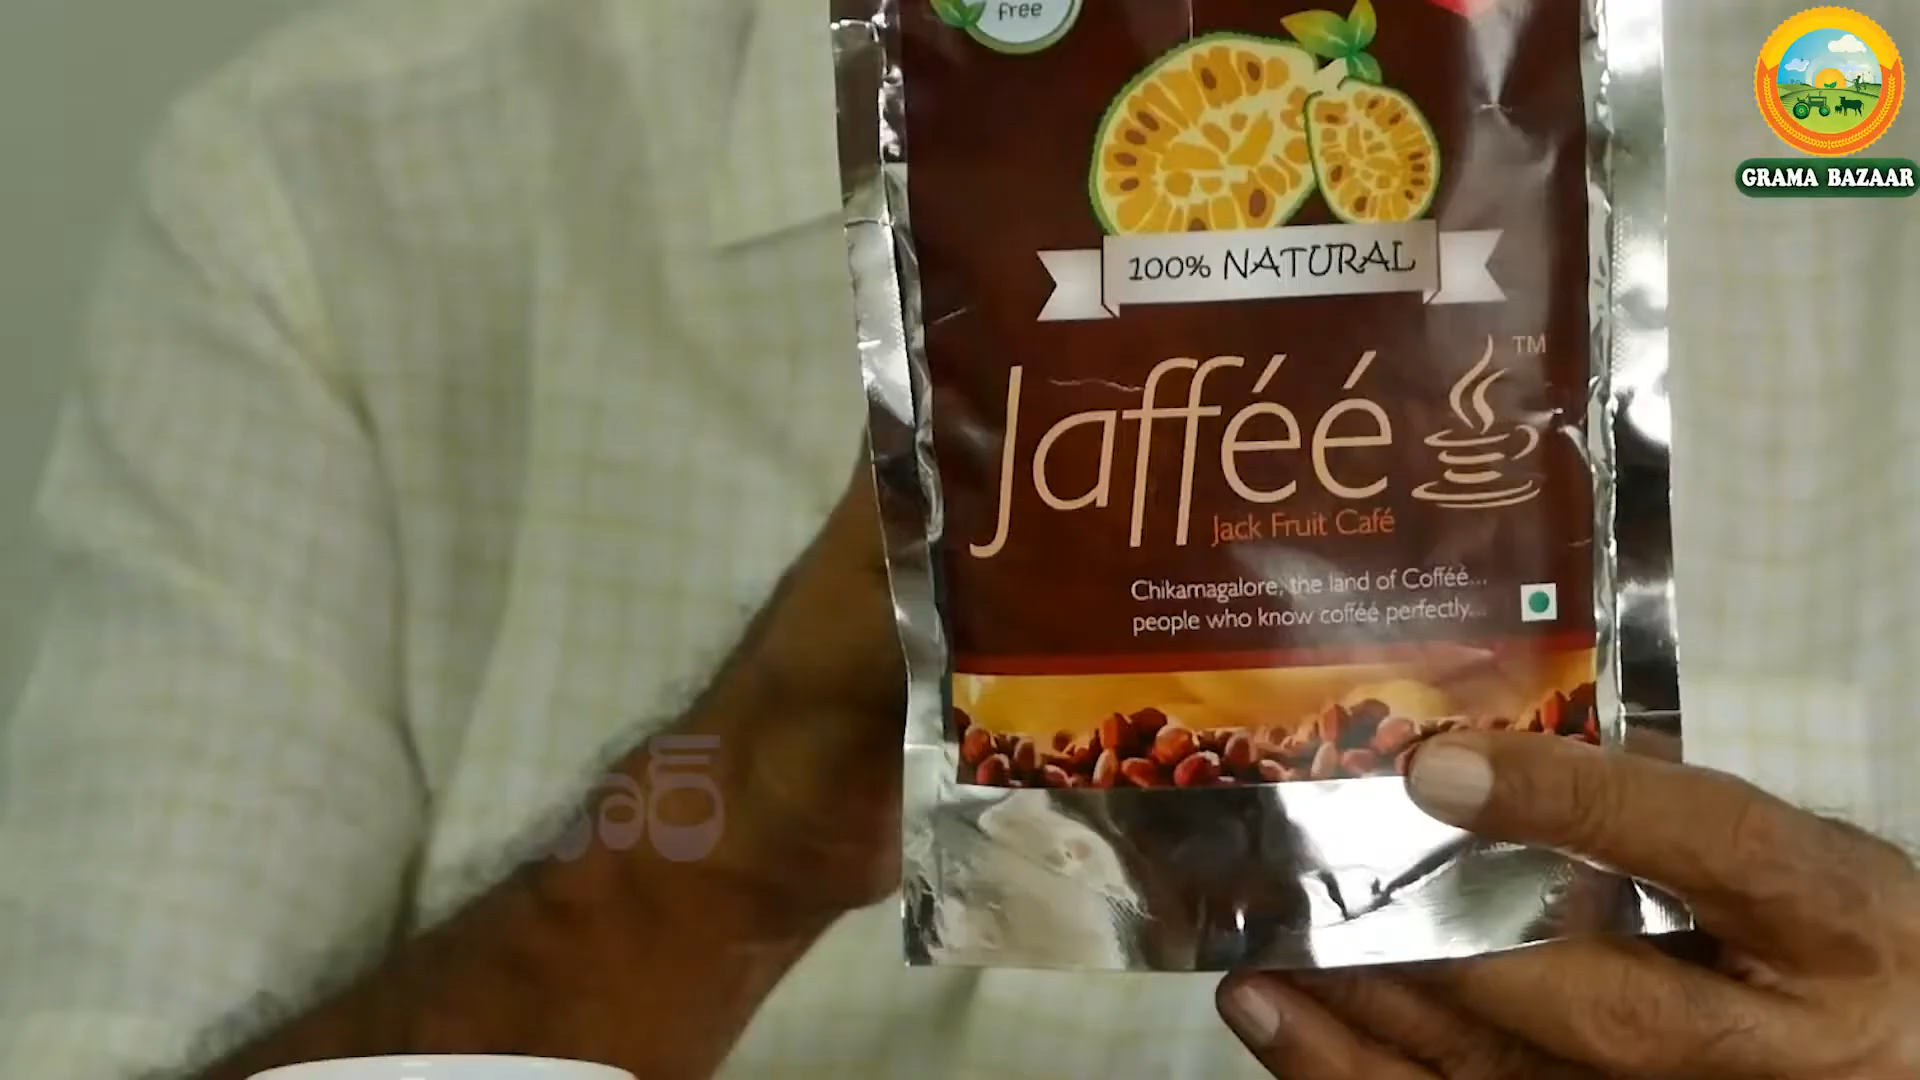 free
GRAMA BAZAAR
100% NATURAL
Jafféé
TM
Jack Fruit Café
Chikamagalore, the land of Cofféé...
people who know cofféé perfectly...